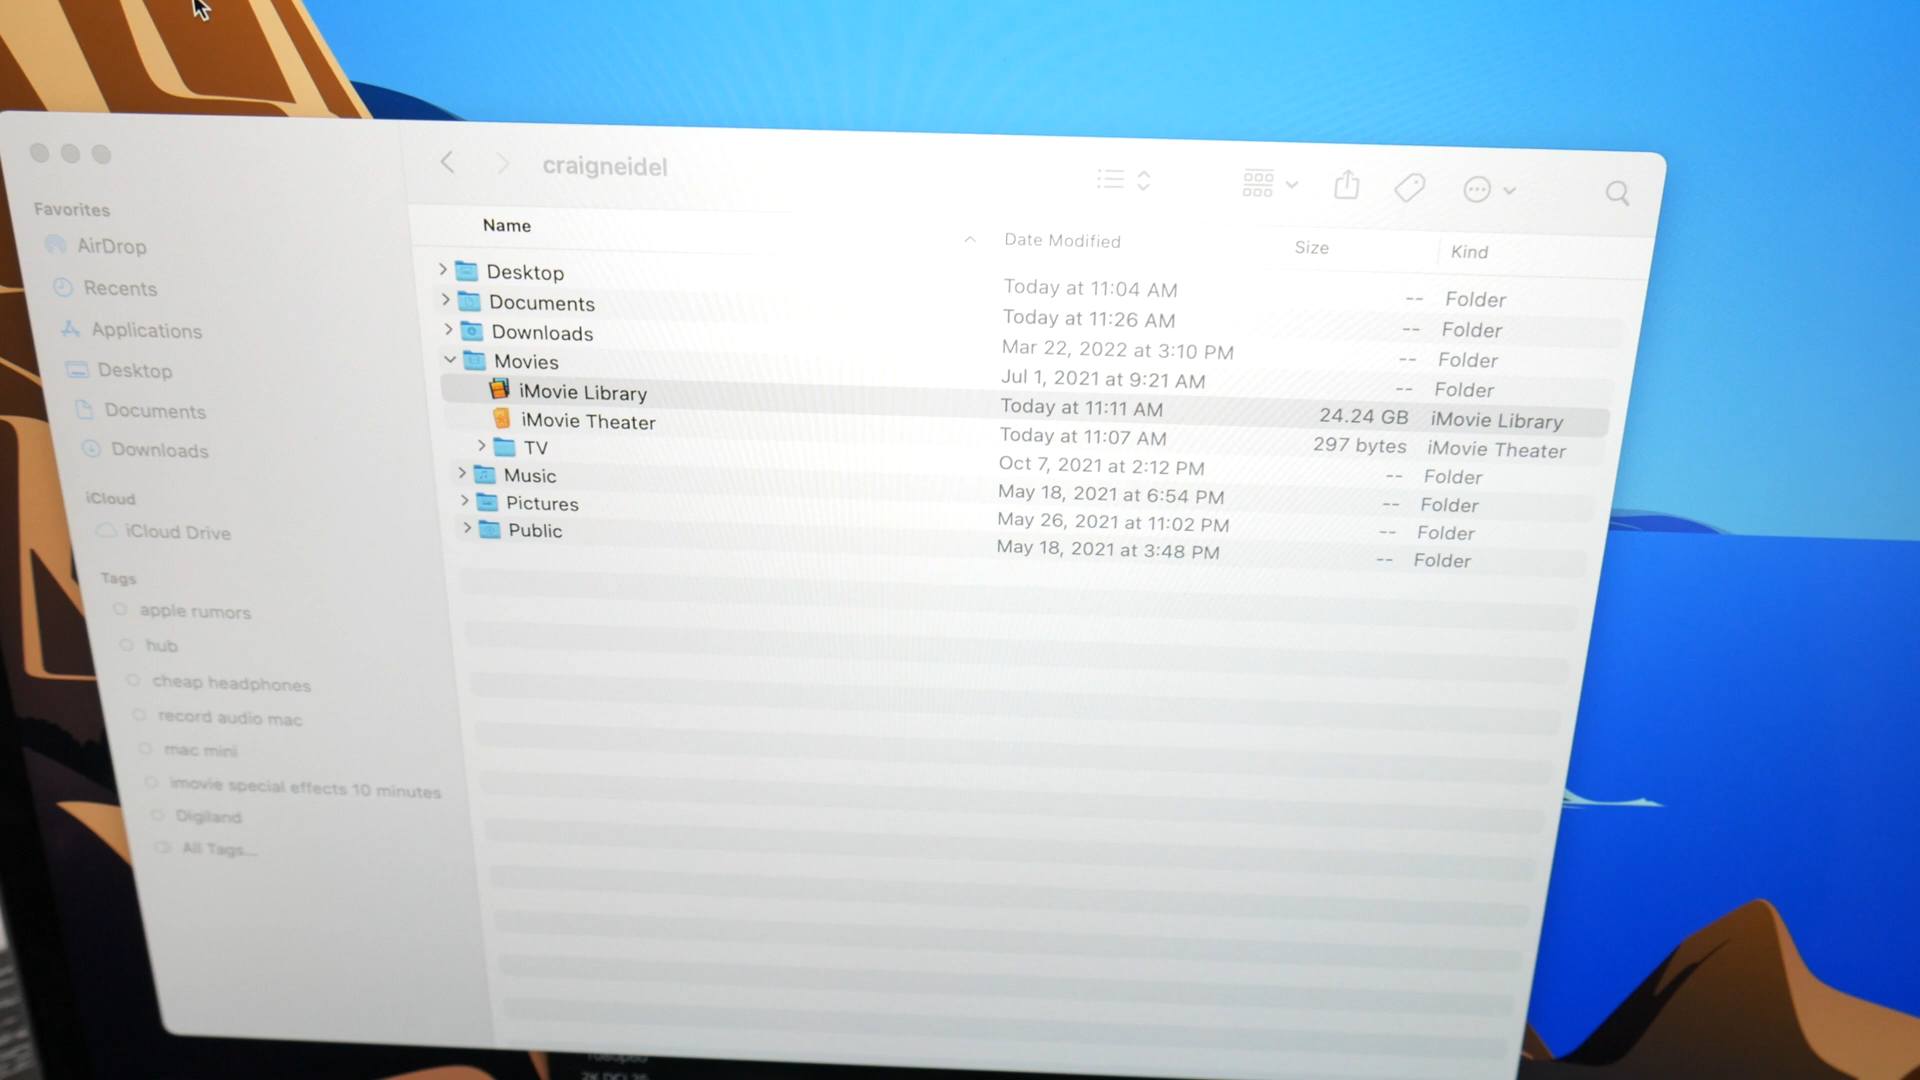 craigneidel
Favorites
AirDrop
Recents
Applications
Desktop
Documents
Downloads
iCloud
iCloud Drive
Tags
apple rumors
hub
cheap headphones
record audio mac
mac mini
imovie special effects 10 minutes
Digiland
All Tags...
Name Date Modified Size Kind
Desktop Today at 11:04 AM -- Folder
Documents Today at 11:26 AM -- Folder
Downloads Mar 22, 2022 at 3:10 PM -- Folder
Movies Jul 1, 2021 at 9:21 AM -- Folder
iMovie Library Today at 11:11 AM 24.24 GB iMovie Library
iMovie Theater Today at 11:07 AM 297 bytes iMovie Theater
TV Oct 7, 2021 at 2:12 PM -- Folder
Music May 18, 2021 at 6:54 PM -- Folder
Pictures May 26, 2021 at 11:02 PM -- Folder
Public May 18, 2021 at 3:48 PM -- Folder